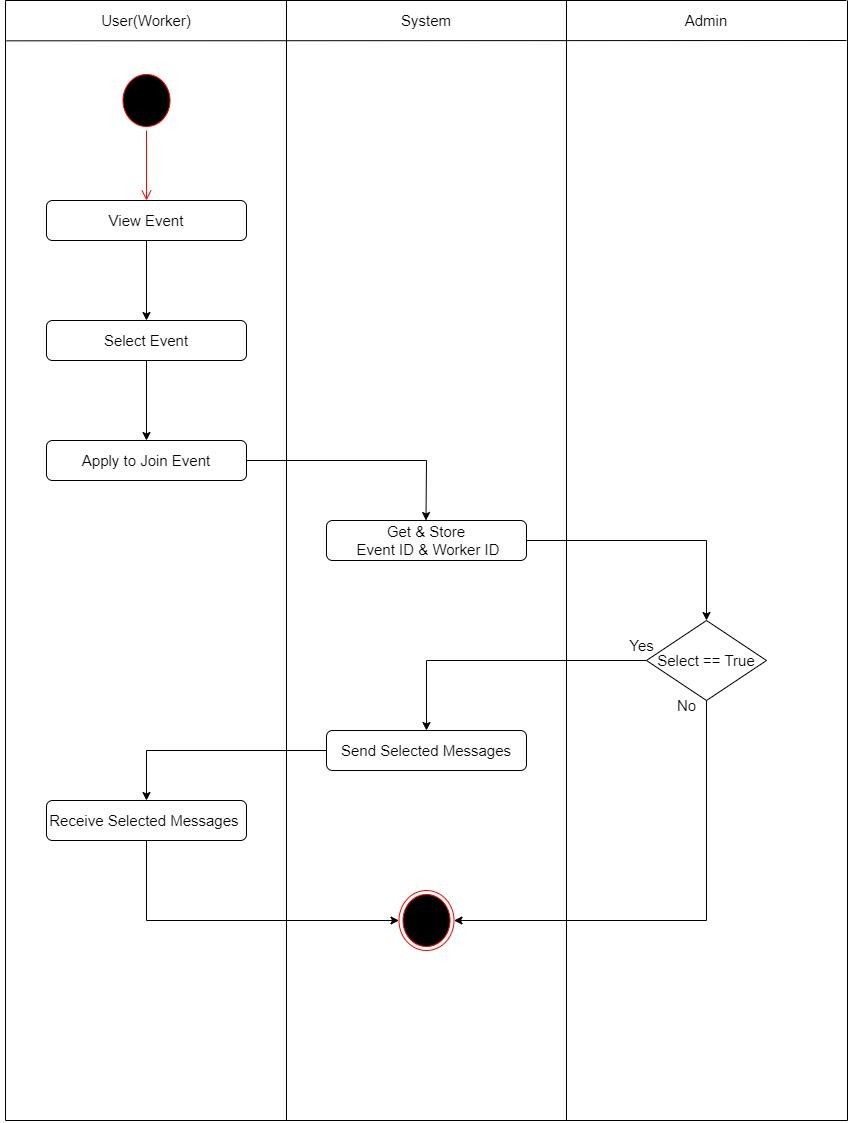 User(Worker)
System
Admin
View Event
Select Event
Apply to Join Event
Get & Store
Event ID & Worker ID
Yes
Select == True
No
Send Selected Messages
Receive Selected Messages